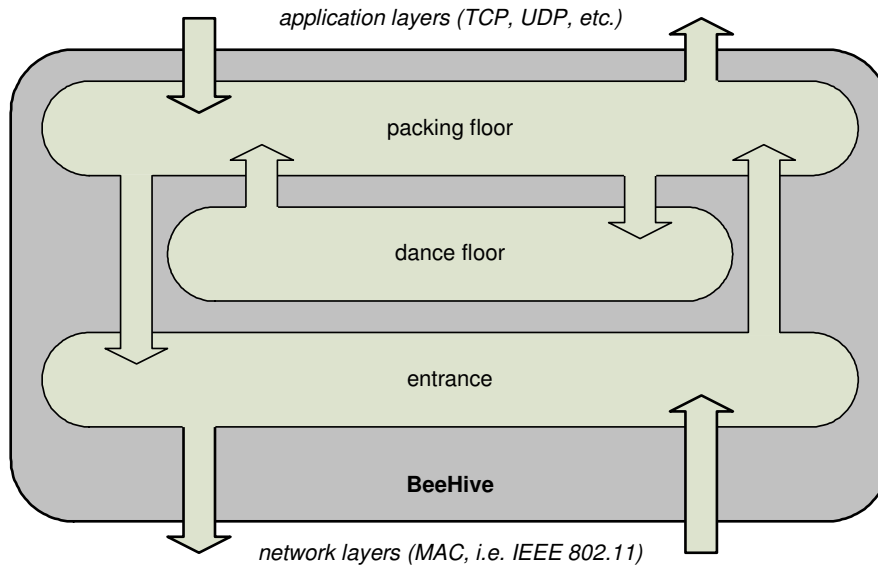 application layers (TCP, UDP, etc.)
packing floor
dance floor
entrance
BeeHive
network layers (MAC, i.e. IEEE 802.11)